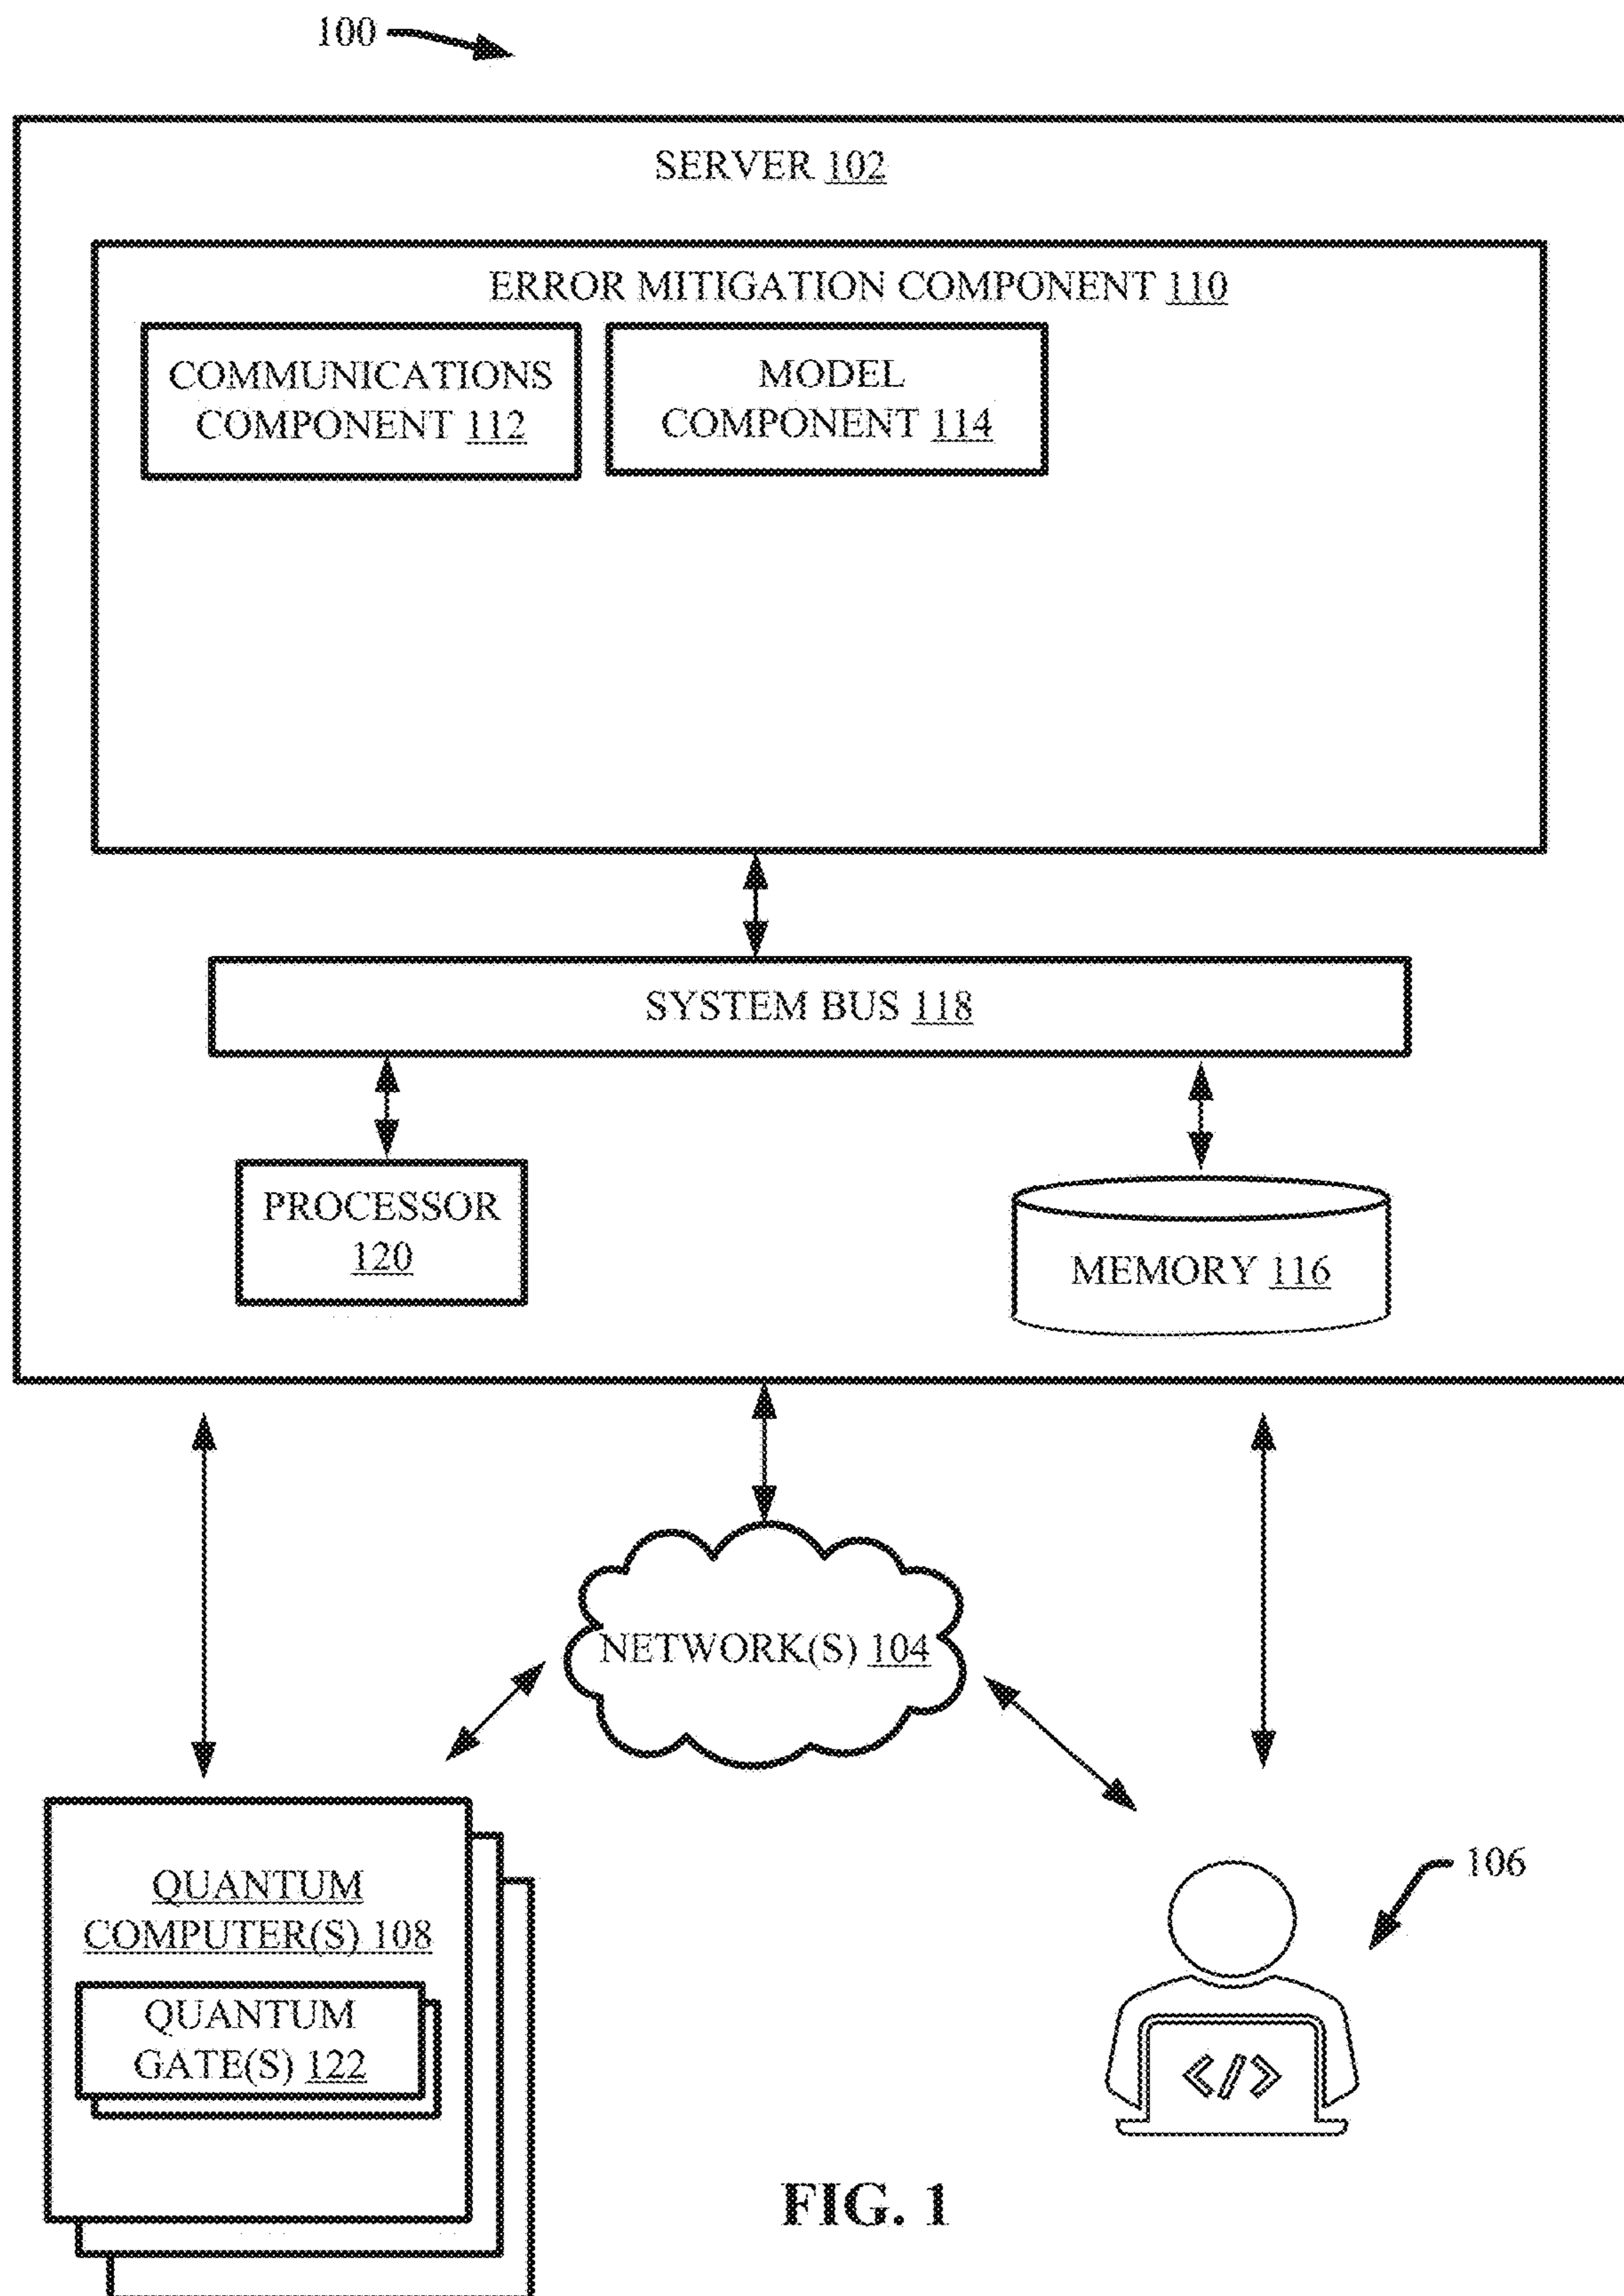 100
SERVER 102
ERROR MITIGATION COMPONENT 110
COMMUNICATIONS
COMPONENT 112
MODEL
COMPONENT 114
SYSTEM BUS 118
PROCESSOR
120
MEMORY 116
NETWORK(S) 104
QUANTUM
COMPUTER(S) 108
QUANTUM
GATE(S) 122
106
</>
FIG. 1